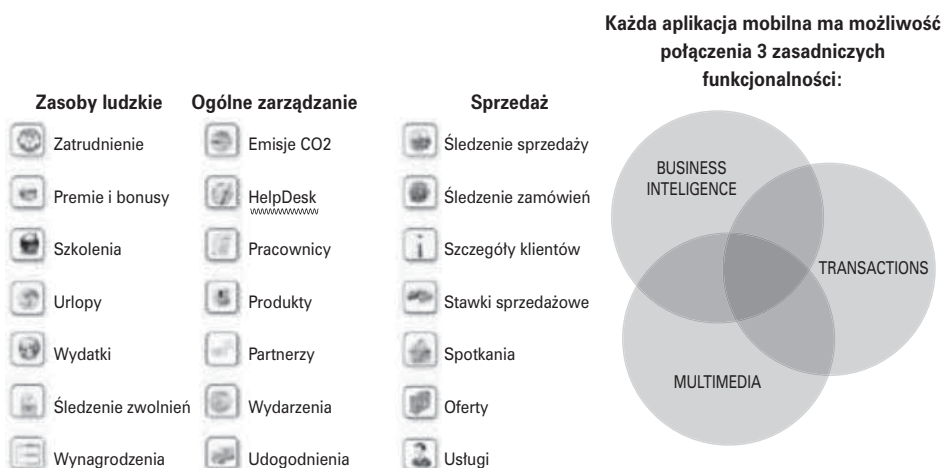 Każda aplikacja mobilna ma możliwość
połączenia 3 zasadniczych
funkcjonalności:
Zasoby ludzkie
Zatrudnienie
Premie i bonusy
Szkolenia
Urlopy
Wydatki
Śledzenie zwolnień
Wynagrodzenia
Ogólne zarządzanie
Emisje CO2
HelpDesk
Pracownicy
Produkty
Partnerzy
Wydarzenia
Udogodnienia
Sprzedaż
Śledzenie sprzedaży
Śledzenie zamówień
Szczegóły klientów
Stawki sprzedażowe
Spotkania
Oferty
Usługi
BUSINESS
INTELIGENCE
TRANSACTIONS
MULTIMEDIA